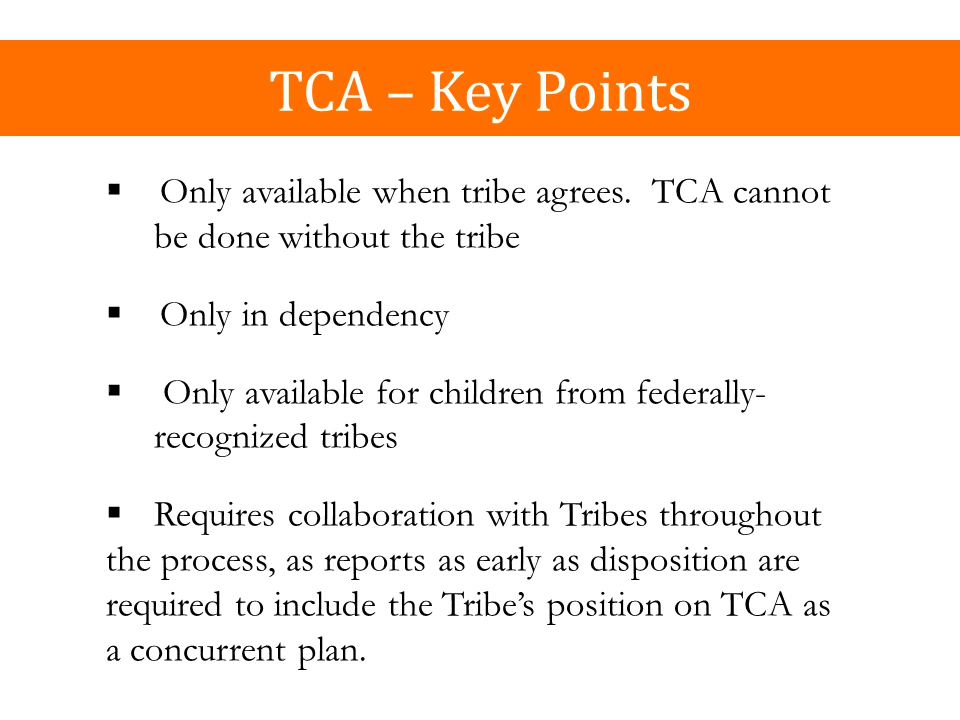 TCA – Key Points
▪ Only available when tribe agrees. TCA cannot
be done without the tribe
▪ Only in dependency
▪ Only available for children from federally-
recognized tribes
▪ Requires collaboration with Tribes throughout
the process, as reports as early as disposition are
required to include the Tribe’s position on TCA as
a concurrent plan.